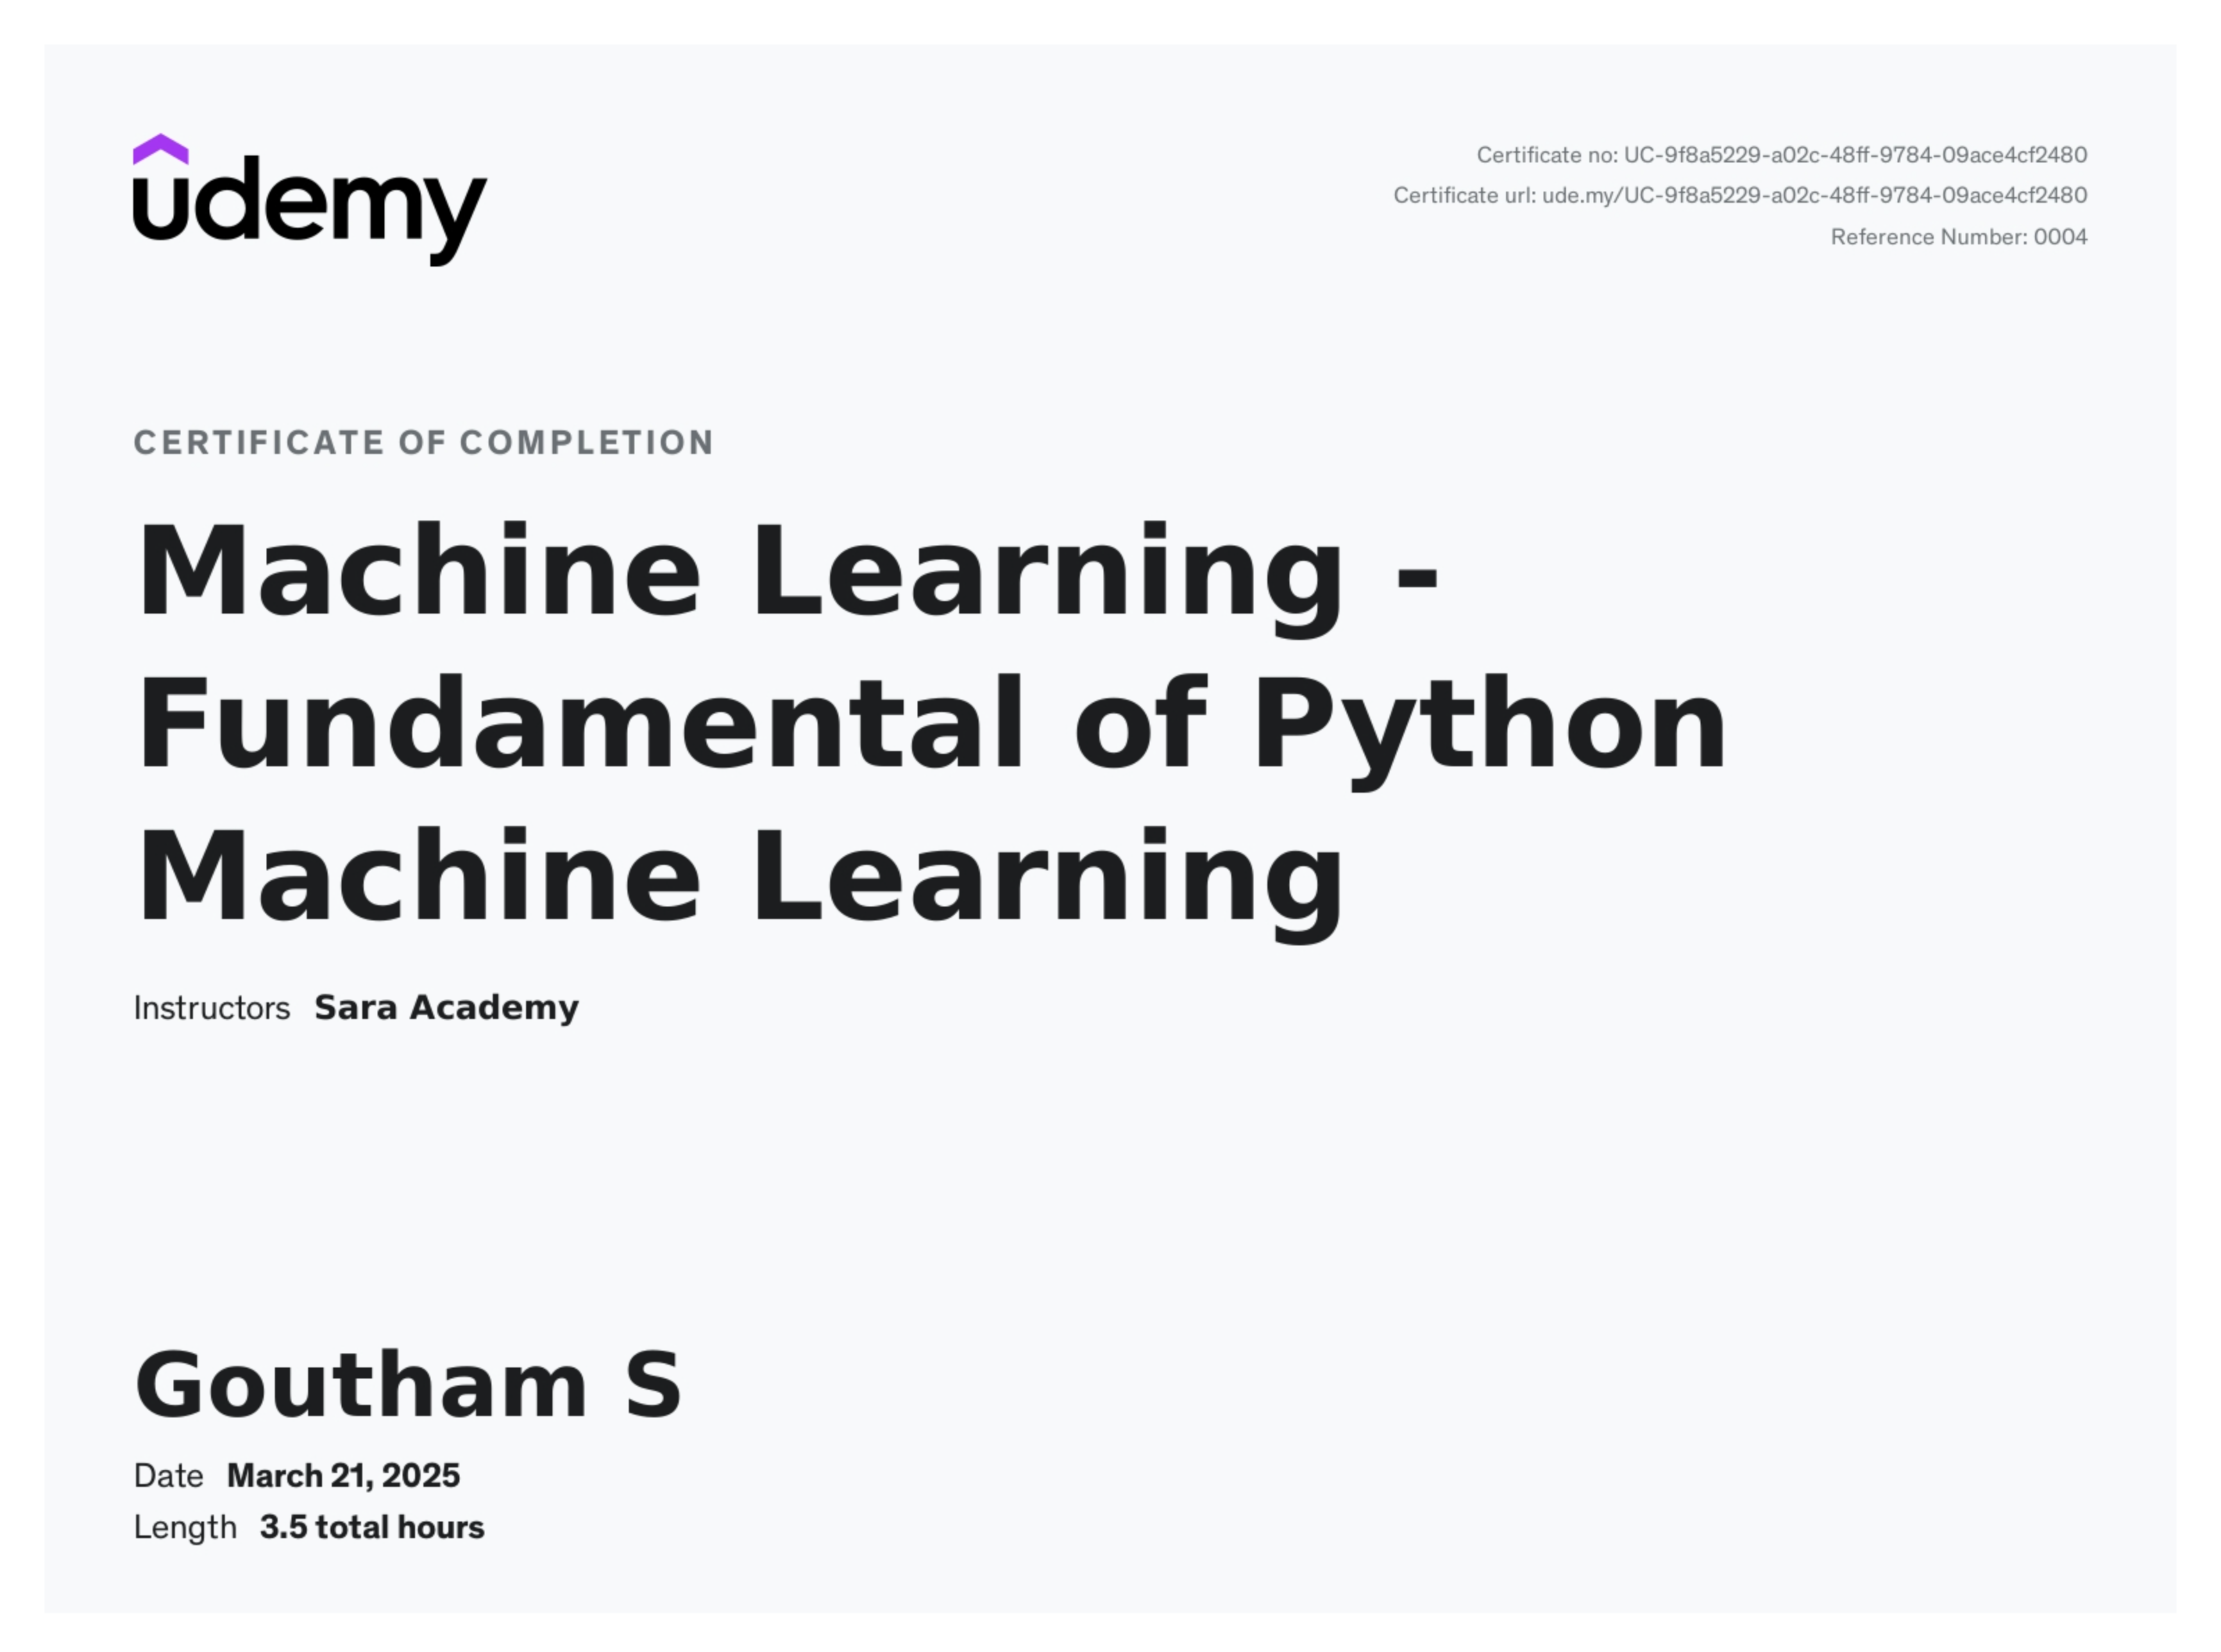 udemy
Certificate no: UC-9f8a5229-a02c-48ff-9784-09ace4cf2480
Certificate url: ude.my/UC-9f8a5229-a02c-48ff-9784-09ace4cf2480
Reference Number: 0004
CERTIFICATE OF COMPLETION
Machine Learning -
Fundamental of Python
Machine Learning
Instructors Sara Academy
Goutham S
Date March 21, 2025
Length 3.5 total hours